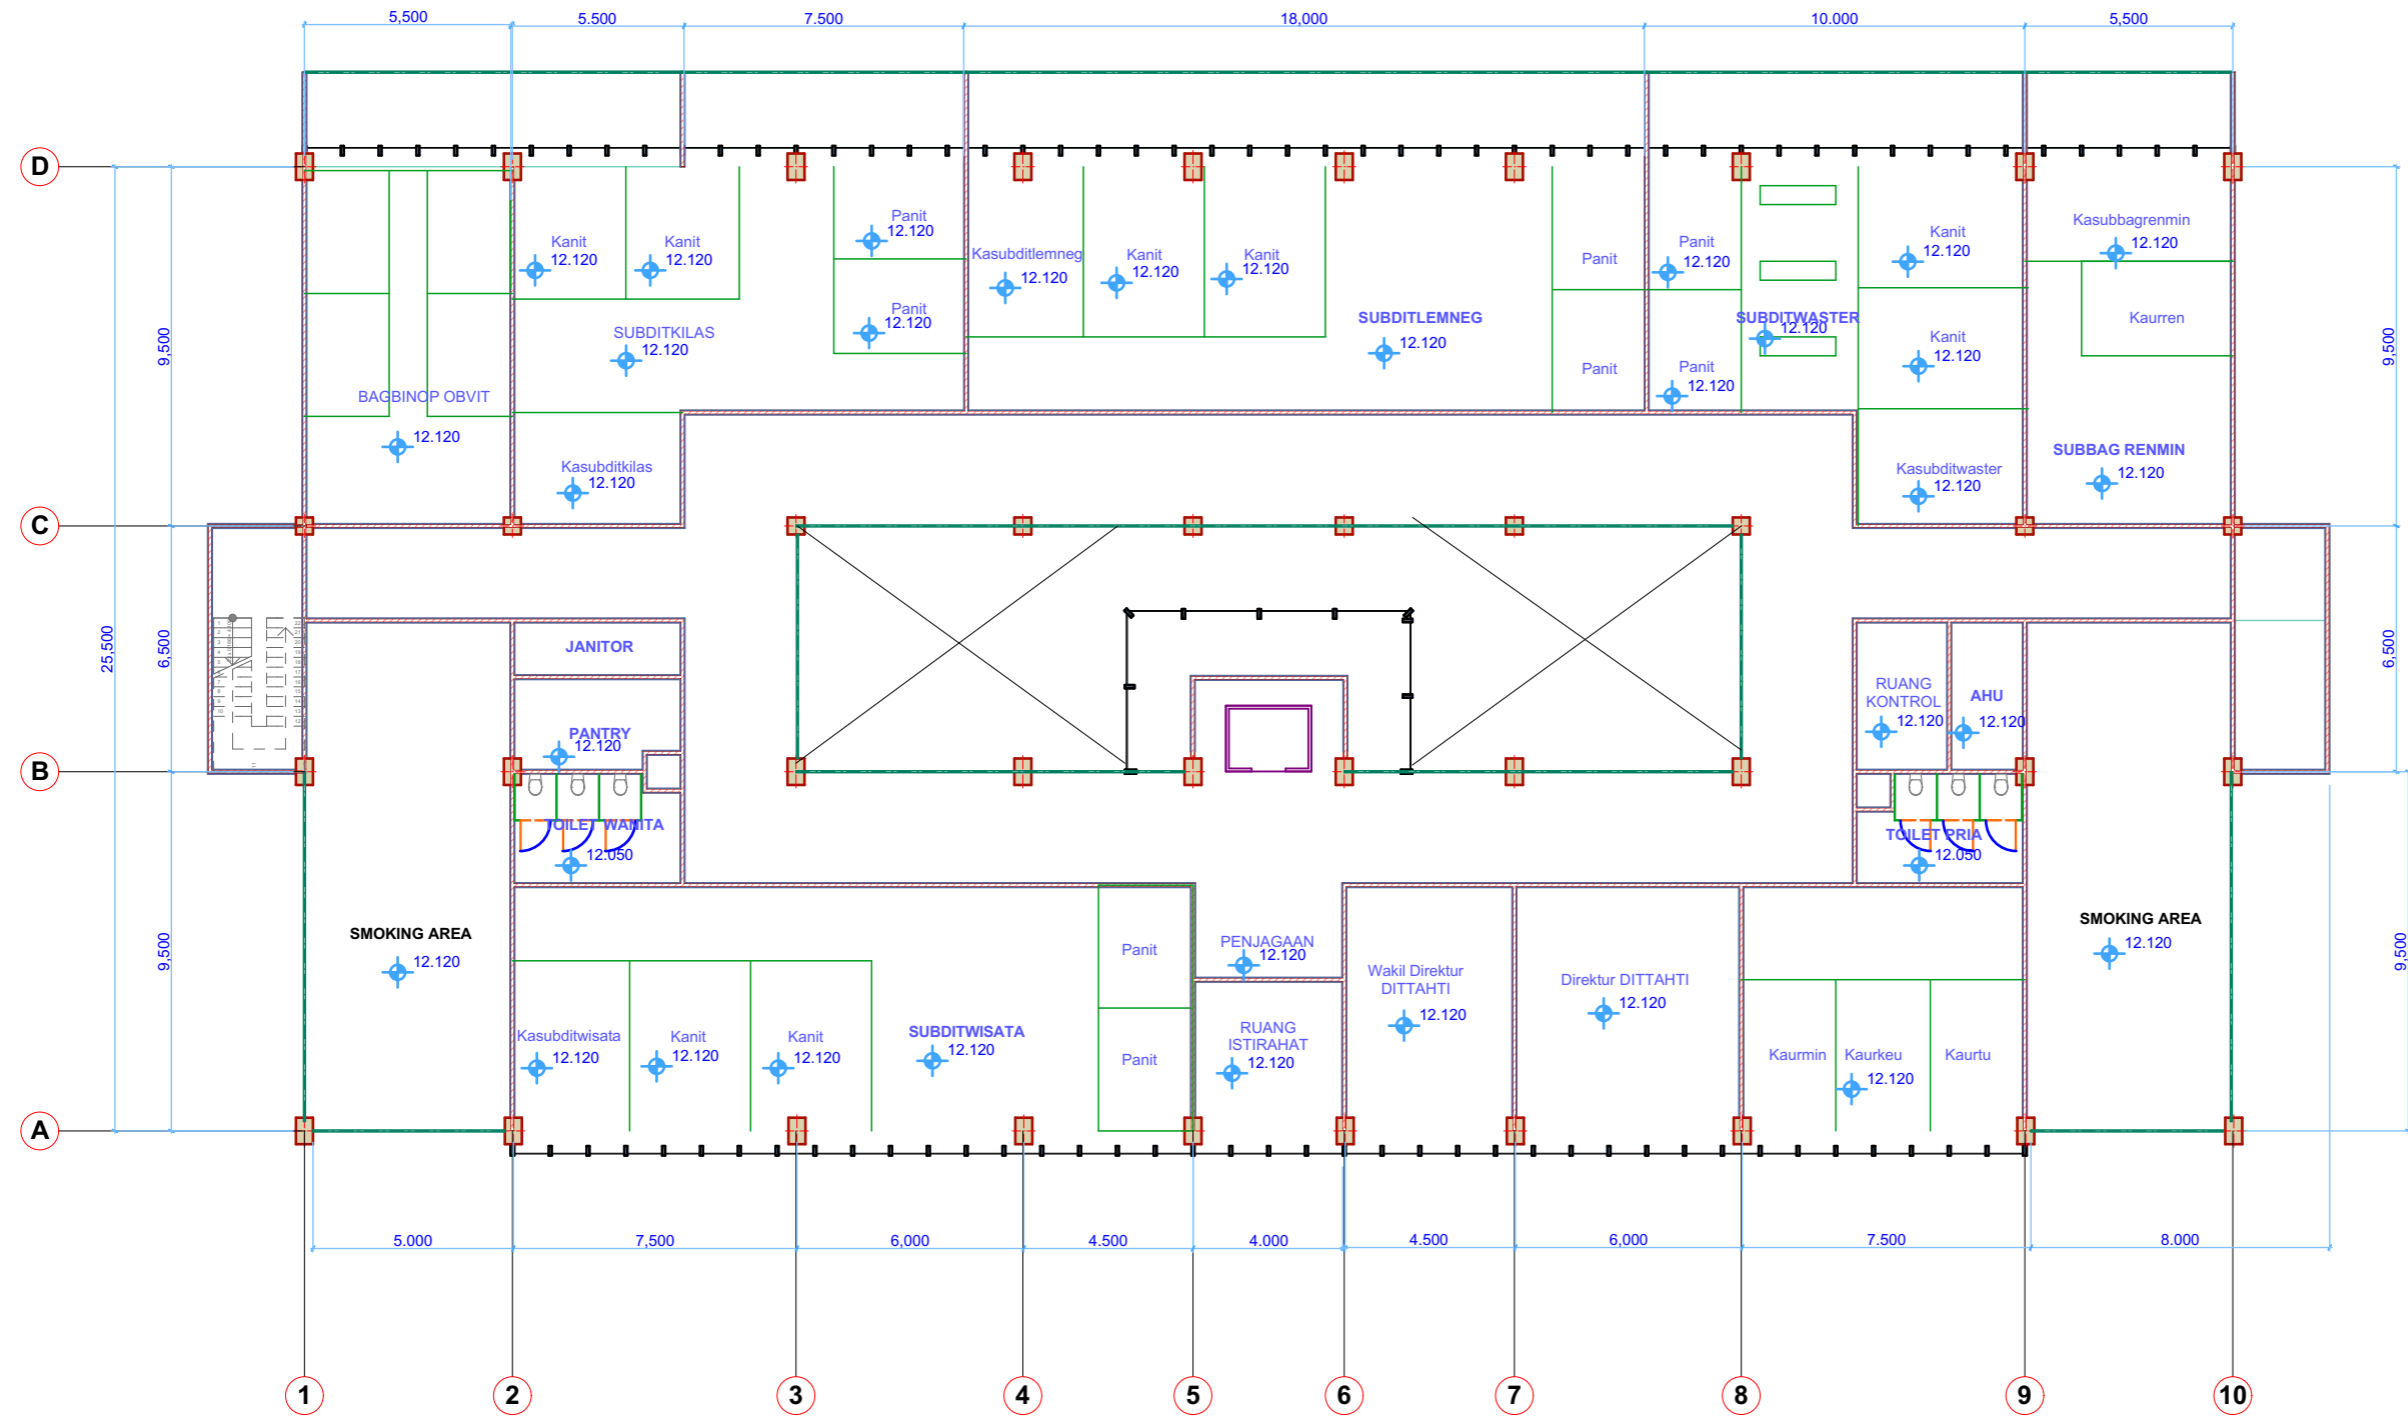 5,500
5.500
7.500
18,000
10.000
5,500
D
Kanit
12.120
Kanit
12.120
Panit
12.120
Panit
12.120
SUBDITKILAS
12.120
BAGBINOP OBVIT
12.120
Kasubditkilas
12.120
Kasubditlemneg
12.120
Kanit
12.120
Kanit
12.120
SUBDITLEMNEG
12.120
Panit
Panit
Panit
12.120
Panit
12.120
SUBDITWASTER
12.120
Kanit
12.120
Kanit
12.120
Kasubditwaster
12.120
Kasubbagrenmin
12.120
Kaurren
SUBBAG RENMIN
12.120
9,500
9,500
C
25,500
6,500
6,500
JANITOR
PANTRY
12.120
RUANG
KONTROL
12.120
AHU
12.120
B
TOILET WANITA
12.050
TOILET PRIA
12.050
9,500
9,500
SMOKING AREA
12.120
Kasubditwisata
12.120
Kanit
12.120
Kanit
12.120
SUBDITWISATA
12.120
Panit
Panit
PENJAGAAN
12.120
RUANG
ISTIRAHAT
12.120
Wakil Direktur
DITTAHTI
12.120
Direktur DITTAHTI
12.120
Kaurmin
Kaurkeu
12.120
Kaurtu
SMOKING AREA
12.120
A
5.000
7,500
6,000
4.500
4.000
4.500
6,000
7.500
8.000
1
2
3
4
5
6
7
8
9
10